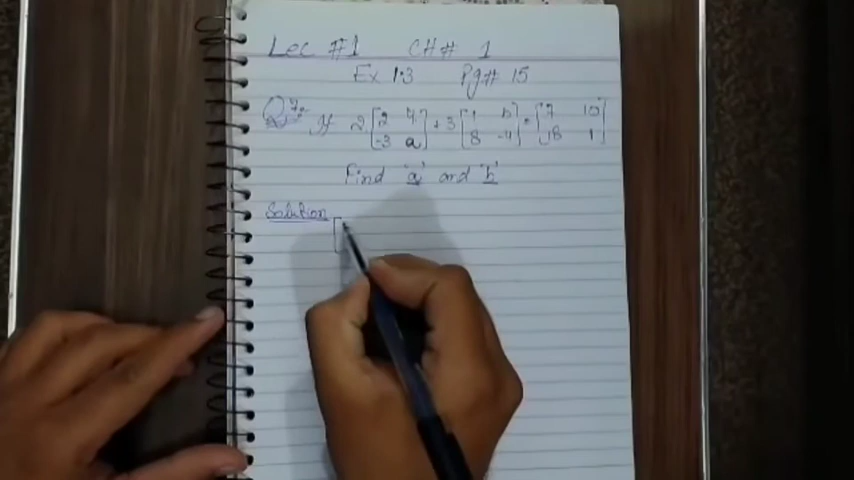 Lec #1 CH# 1
Ex 1.3 Pg# 15
Q7:- If 2 [2 4 + 3 [1 b = [7 10
-3 a] 8 -4] 18 1]
Find 'a' and 'b'
Solution